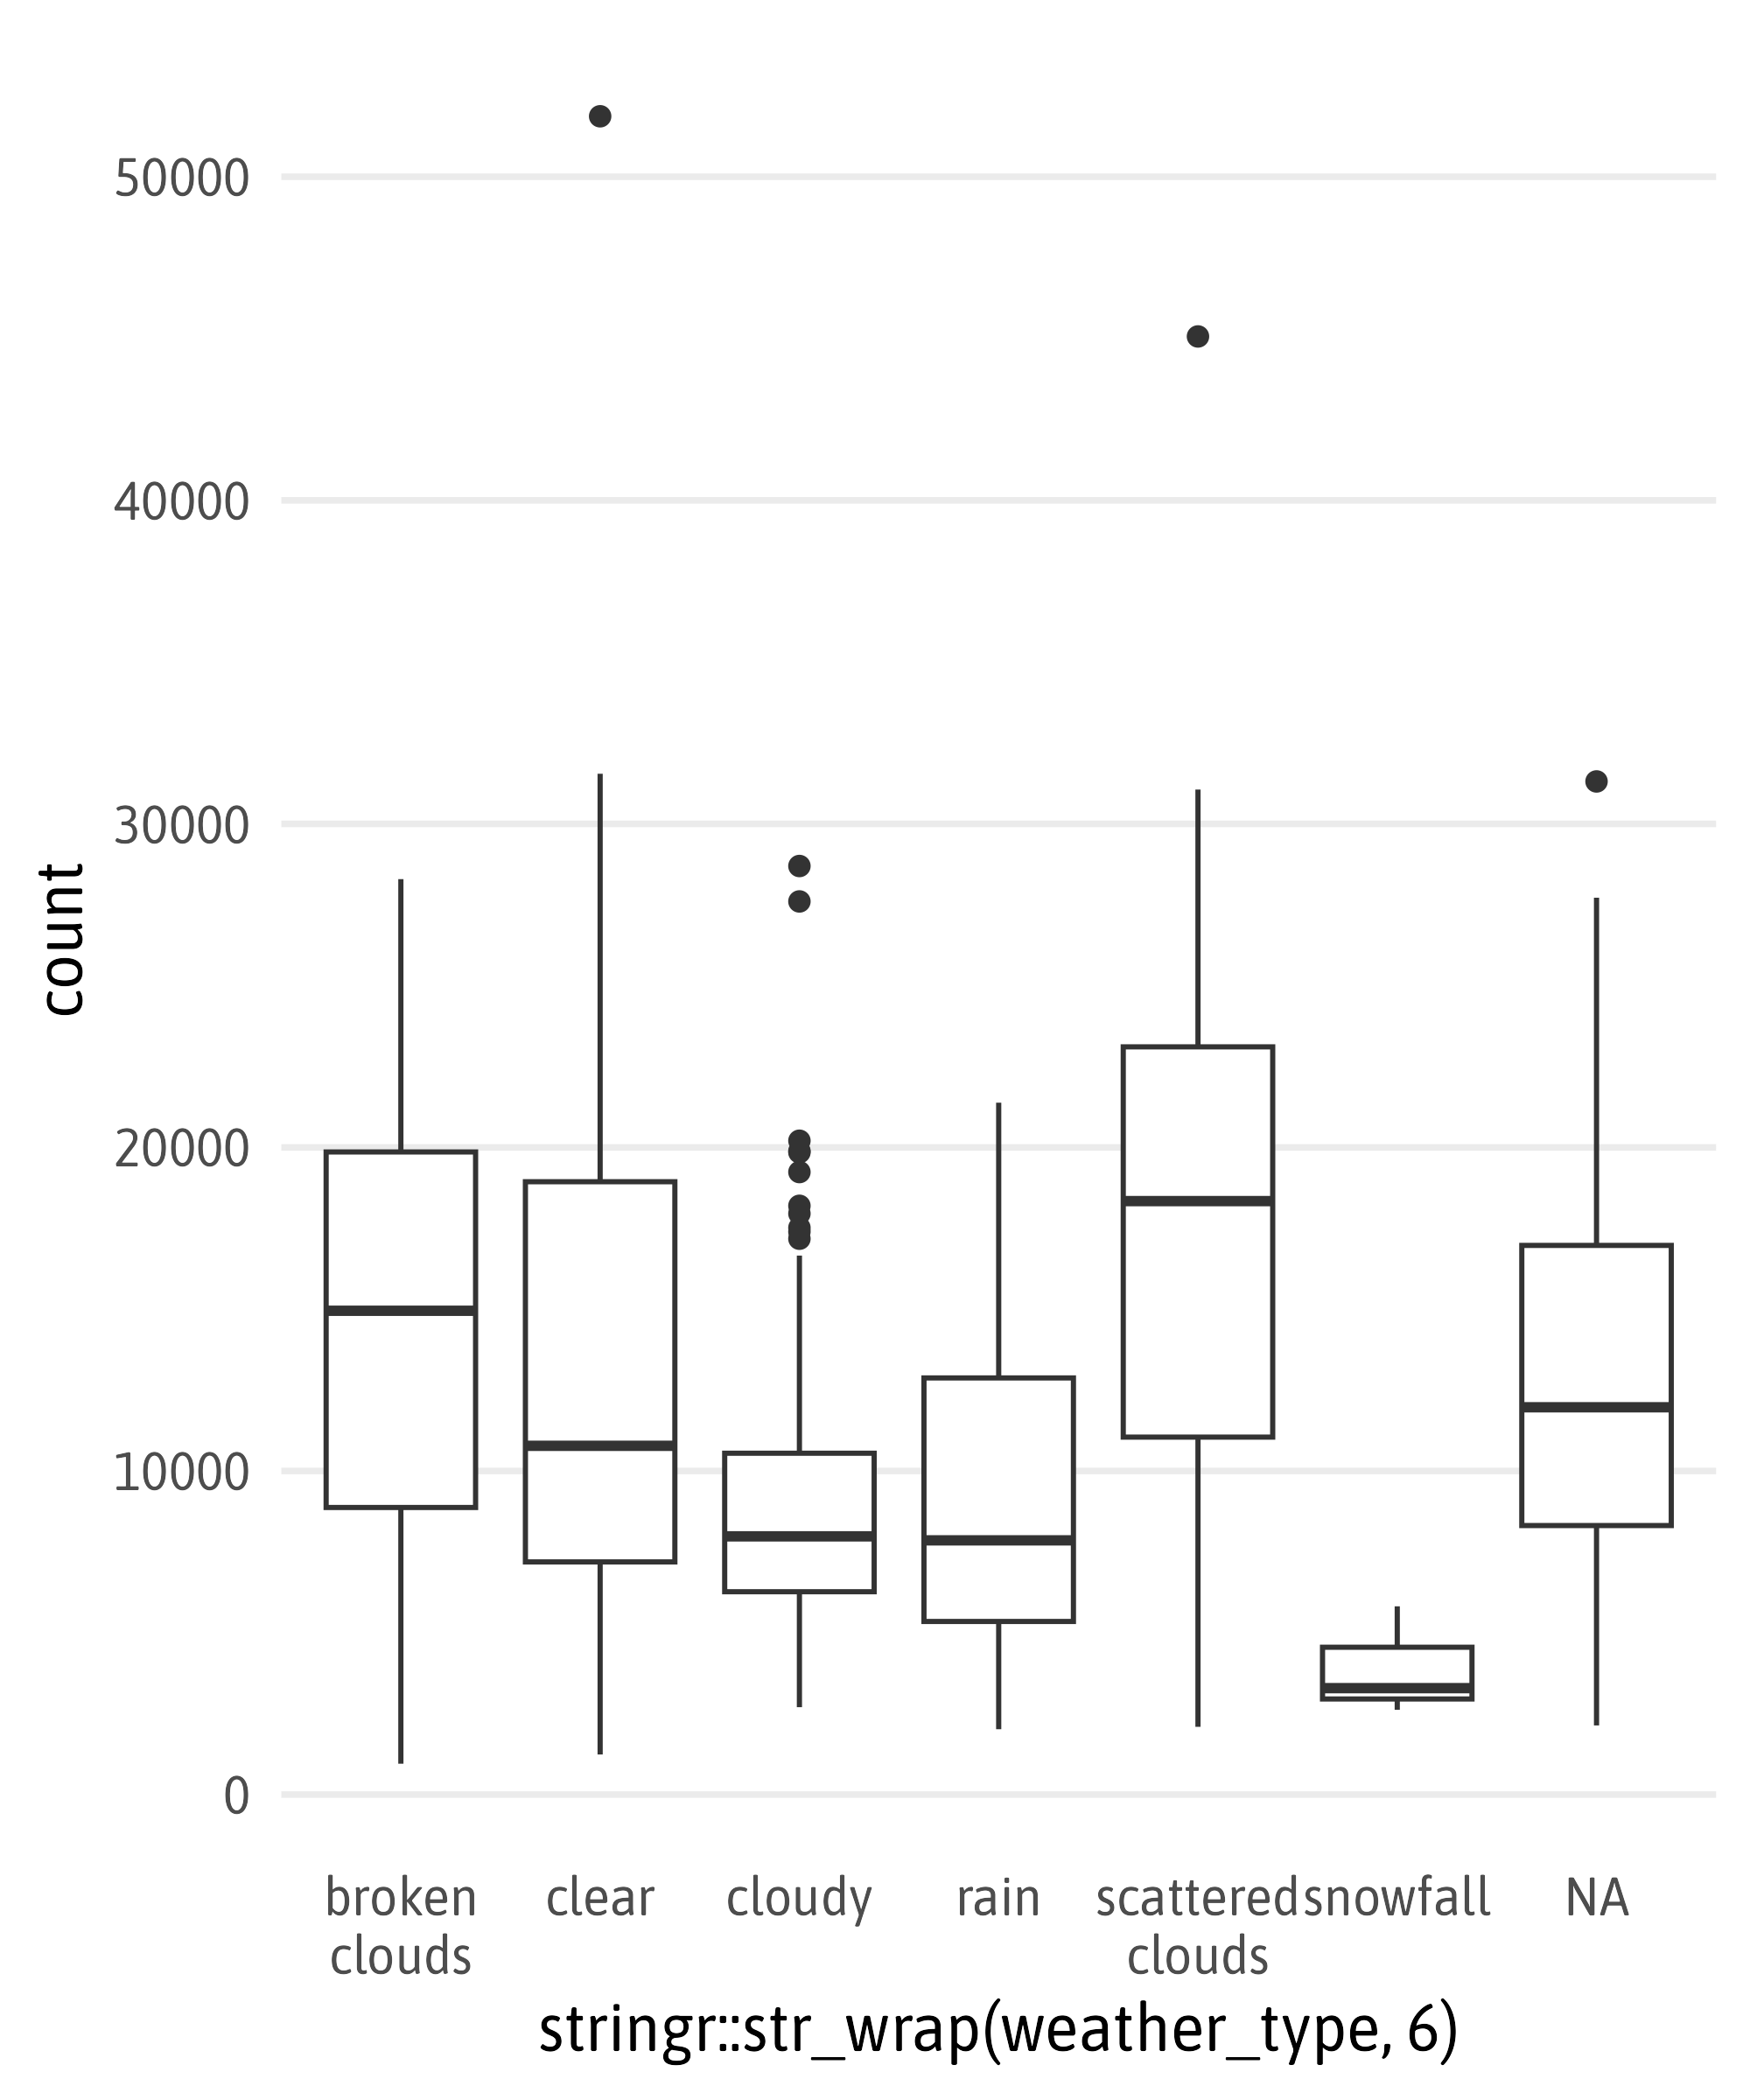 50000
40000
30000
20000
10000
0
count
broken clouds
clear
cloudy
rain
scattered clouds
snowfall
NA
stringr::str_wrap(weather_type, 6)